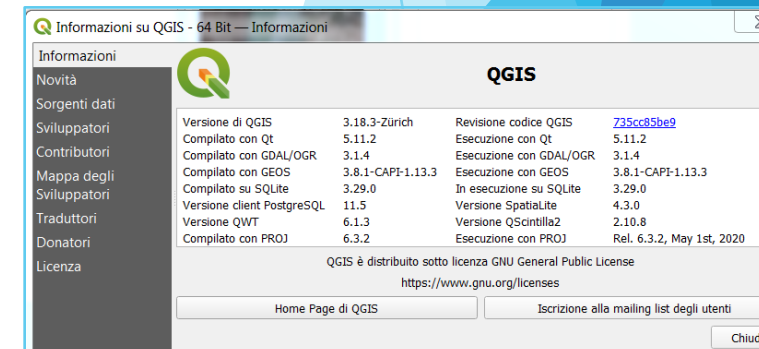 Informazioni su QGIS - 64 Bit — Informazioni
Informazioni
Novità
Sorgenti dati
Sviluppatori
Contributori
Mappa degli
Sviluppatori
Traduttori
Donatori
Licenza
QGIS
Versione di QGIS 3.18.3-Zürich Revisione codice QGIS 735cc85be9
Compilato con Qt 5.11.2 Esecuzione con Qt 5.11.2
Compilato con GDAL/OGR 3.1.4 Esecuzione con GDAL/OGR 3.1.4
Compilato con GEOS 3.8.1-CAPI-1.13.3 Esecuzione con GEOS 3.8.1-CAPI-1.13.3
Compilato su SQLite 3.29.0 In esecuzione su SQLite 3.29.0
Versione client PostgreSQL 11.5 Versione SpatiaLite 4.3.0
Versione QWT 6.1.3 Versione QScintilla2 2.10.8
Compilato con PROJ 6.3.2 Esecuzione con PROJ Rel. 6.3.2, May 1st, 2020
QGIS è distribuito sotto licenza GNU General Public License
https://www.gnu.org/licenses
Home Page di QGIS Iscrizione alla mailing list degli utenti
Chiud